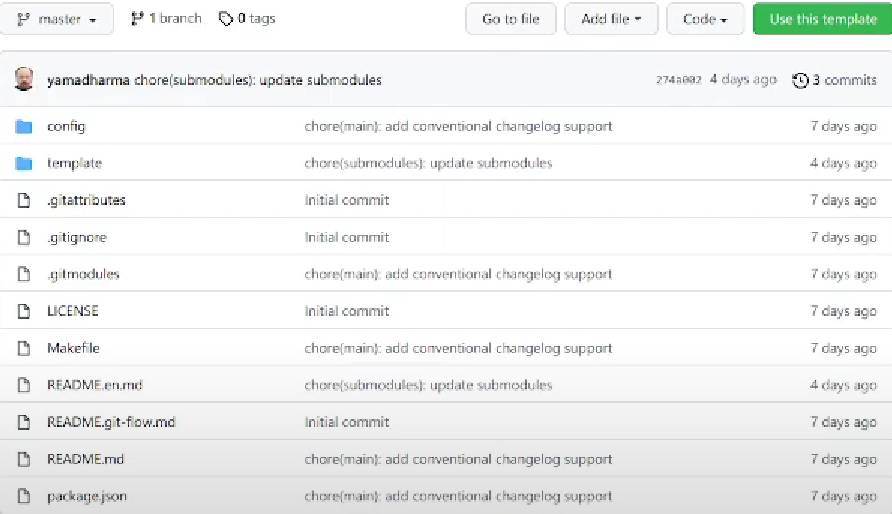 master 1 branch 0 tags Go to file Add file Code Use this template
yamadharma chore(submodules): update submodules 274a002 4 days ago 3 commits
config chore(main): add conventional changelog support 7 days ago
template chore(submodules): update submodules 4 days ago
.gitattributes Initial commit 7 days ago
.gitignore Initial commit 7 days ago
.gitmodules chore(main): add conventional changelog support 7 days ago
LICENSE Initial commit 7 days ago
Makefile chore(main): add conventional changelog support 7 days ago
README.en.md chore(submodules): update submodules 4 days ago
README.git-flow.md Initial commit 7 days ago
README.md chore(main): add conventional changelog support 7 days ago
package.json chore(main): add conventional changelog support 7 days ago